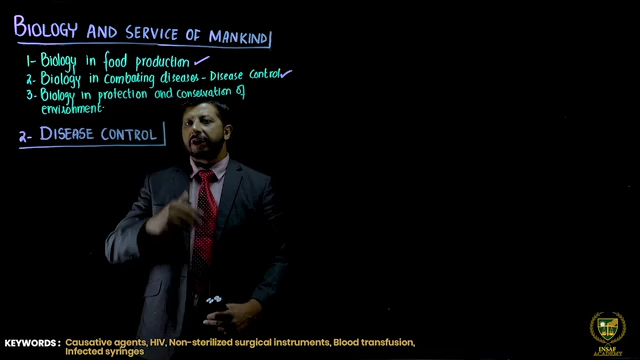 BIOLOGY AND SERVICE OF MANKIND
1- Biology in food production ✓
2- Biology in Combating diseases - Disease control ✓
3- Biology in protection and conservation of
environment.
2- DISEASE CONTROL
KEYWORDS : Causative agents, HIV, Non-sterilized surgical instruments, Blood transfusion,
Infected syringes
INSAF
ACADEMY